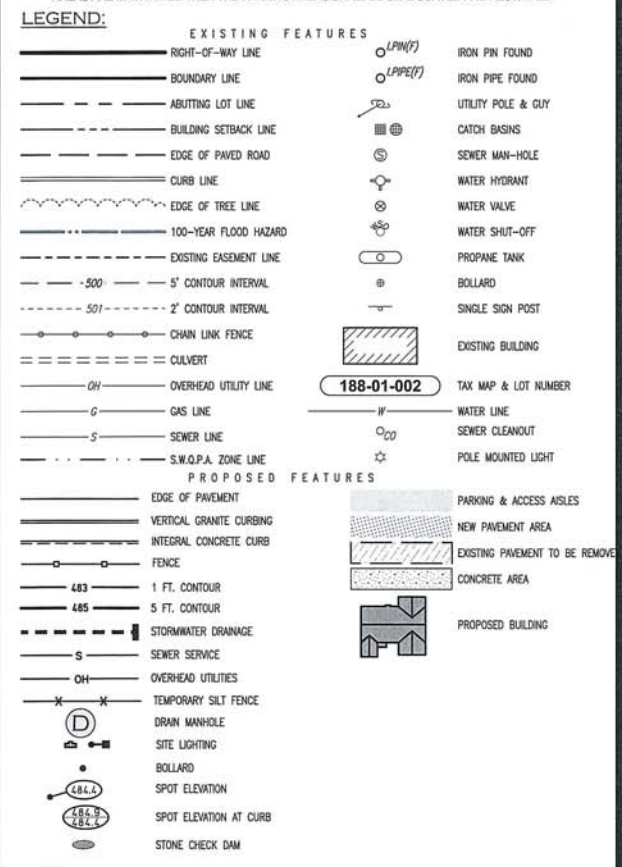 LEGEND:
EXISTING FEATURES
RIGHT-OF-WAY LINE
BOUNDARY LINE
ABUTTING LOT LINE
BUILDING SETBACK LINE
EDGE OF PAVED ROAD
CURB LINE
EDGE OF TREE LINE
100-YEAR FLOOD HAZARD
EXISTING EASEMENT LINE
500 5' CONTOUR INTERVAL
501 2' CONTOUR INTERVAL
CHAIN LINK FENCE
CULVERT
OH OVERHEAD UTILITY LINE
G GAS LINE
S SEWER LINE
S.W.Q.P.A. ZONE LINE
I.PIN(F) IRON PIN FOUND
I.PIPE(F) IRON PIPE FOUND
UTILITY POLE & GUY
CATCH BASINS
S SEWER MAN-HOLE
WATER HYDRANT
WATER VALVE
WATER SHUT-OFF
PROPANE TANK
BOLLARD
SINGLE SIGN POST
EXISTING BUILDING
188-01-002 TAX MAP & LOT NUMBER
W WATER LINE
CO SEWER CLEANOUT
POLE MOUNTED LIGHT
PROPOSED FEATURES
EDGE OF PAVEMENT
VERTICAL GRANITE CURBING
INTEGRAL CONCRETE CURB
FENCE
483 1 FT. CONTOUR
485 5 FT. CONTOUR
STORMWATER DRAINAGE
S SEWER SERVICE
OH OVERHEAD UTILITIES
X X TEMPORARY SILT FENCE
D DRAIN MANHOLE
SITE LIGHTING
BOLLARD
484.4 SPOT ELEVATION
484.9
484.4 SPOT ELEVATION AT CURB
STONE CHECK DAM
PARKING & ACCESS AISLES
NEW PAVEMENT AREA
EXISTING PAVEMENT TO BE REMOVE
CONCRETE AREA
PROPOSED BUILDING